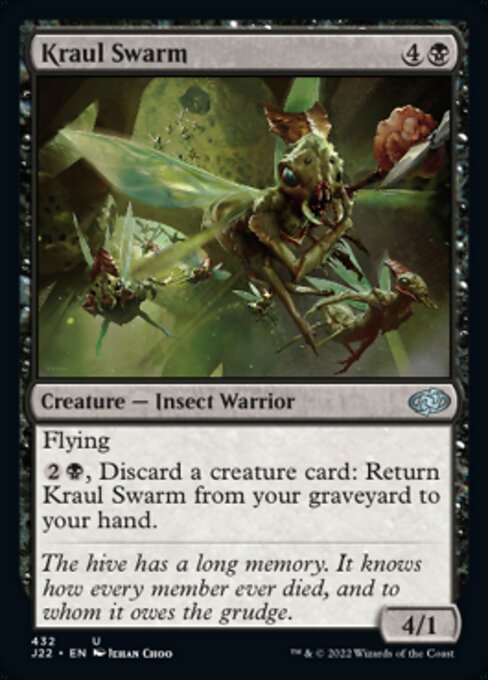 Kraul Swarm 4
Creature — Insect Warrior
Flying
2, Discard a creature card: Return
Kraul Swarm from your graveyard to
your hand.
The hive has a long memory. It knows
how every member ever died, and to
whom it owes the grudge.
4/1
432 U
J22 • EN Jehan Choo
™ & © 2022 Wizards of the Coast